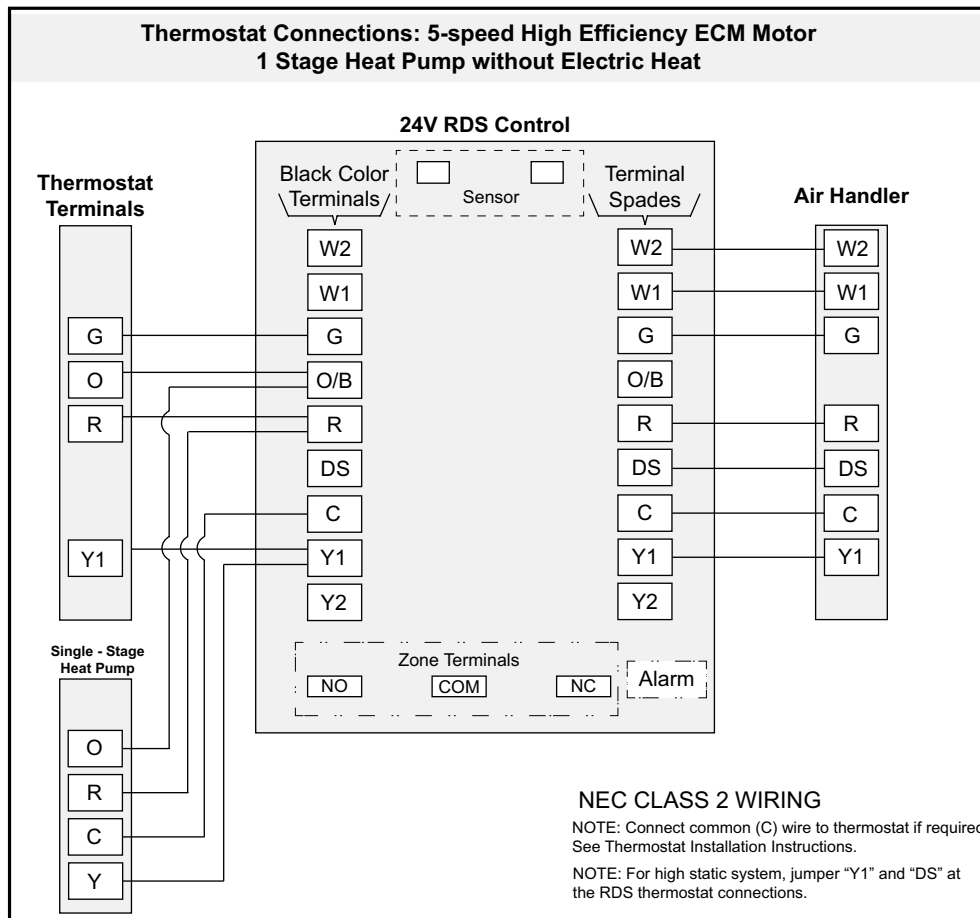 Thermostat Connections: 5-speed High Efficiency ECM Motor
1 Stage Heat Pump without Electric Heat
24V RDS Control
Thermostat
Terminals
Black Color
Terminals
Sensor
Terminal
Spades
Air Handler
W2
W2
W2
W1
W1
W1
G
G
G
G
O
O/B
O/B
R
R
R
R
DS
DS
DS
C
C
C
Y1
Y1
Y1
Y1
Y2
Y2
Single - Stage
Heat Pump
Zone Terminals
NO
COM
NC
Alarm
O
R
C
Y
NEC CLASS 2 WIRING
NOTE: Connect common (C) wire to thermostat if required
See Thermostat Installation Instructions.
NOTE: For high static system, jumper “Y1” and “DS” at
the RDS thermostat connections.